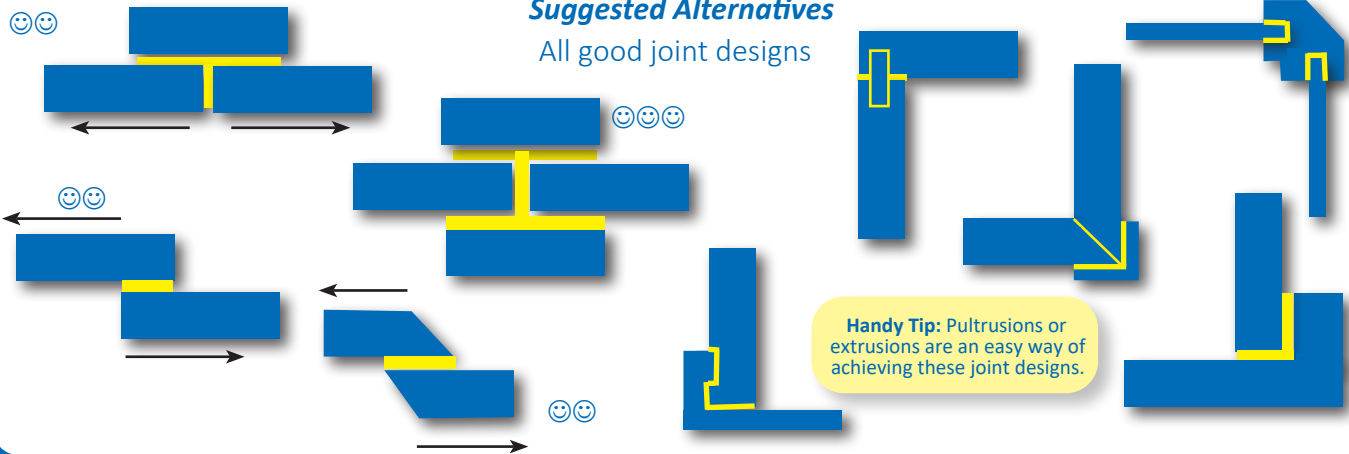 Suggested Alternatives
All good joint designs
Handy Tip: Pultrusions or
extrusions are an easy way of
achieving these joint designs.